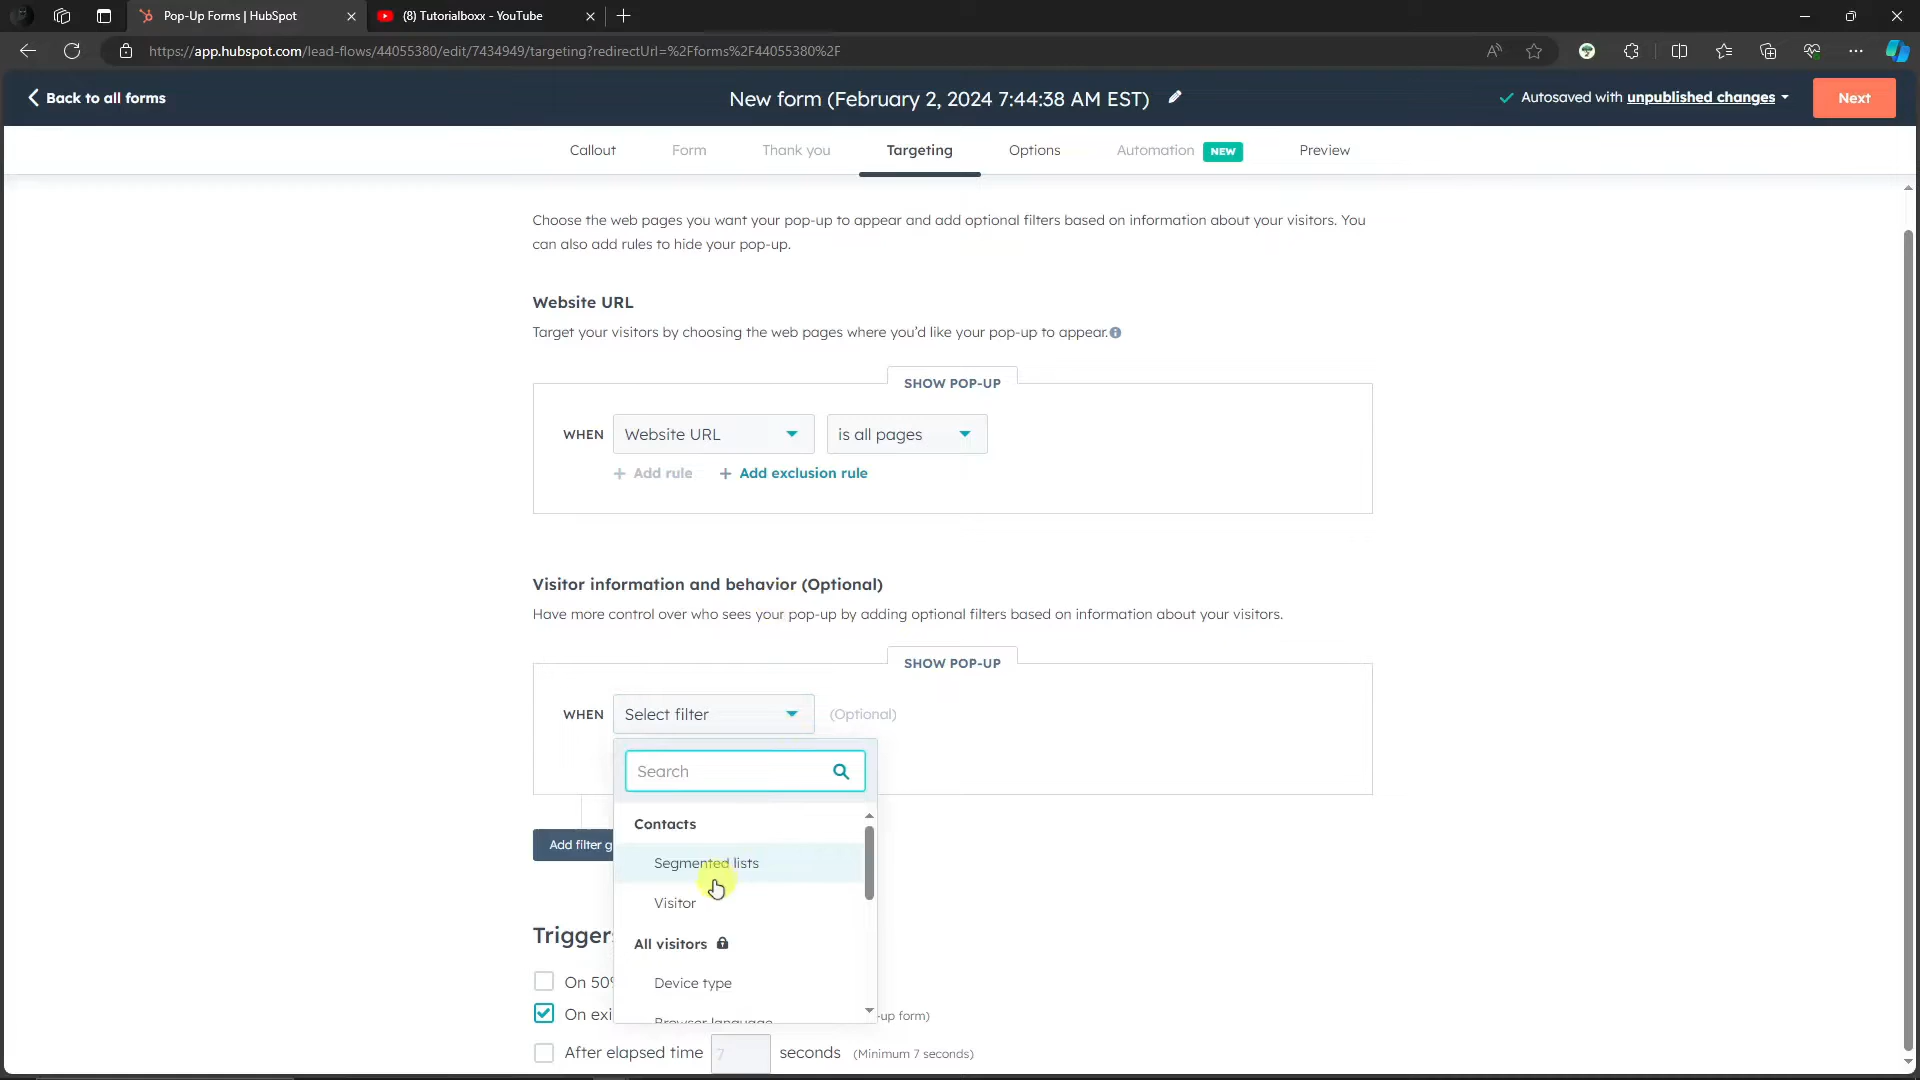 Pop-Up Forms | HubSpot
(8) Tutorialboxx - YouTube
https://app.hubspot.com/lead-flows/44055380/edit/7434949/targeting?redirectUrl=%2Fforms%2F44055380%2F
Back to all forms
New form (February 2, 2024 7:44:38 AM EST)
Autosaved with unpublished changes
Next
Callout
Form
Thank you
Targeting
Options
Automation NEW
Preview
Choose the web pages you want your pop-up to appear and add optional filters based on information about your visitors. You
can also add rules to hide your pop-up.
Website URL
Target your visitors by choosing the web pages where you'd like your pop-up to appear.
SHOW POP-UP
WHEN Website URL is all pages
+ Add rule + Add exclusion rule
Visitor information and behavior (Optional)
Have more control over who sees your pop-up by adding optional filters based on information about your visitors.
SHOW POP-UP
WHEN Select filter (Optional)
Search
Contacts
Add filter g
Segmented lists
Visitor
Trigger
All visitors
On 50%
Device type
On exi
Browser language
-up form)
After elapsed time 7 seconds (Minimum 7 seconds)